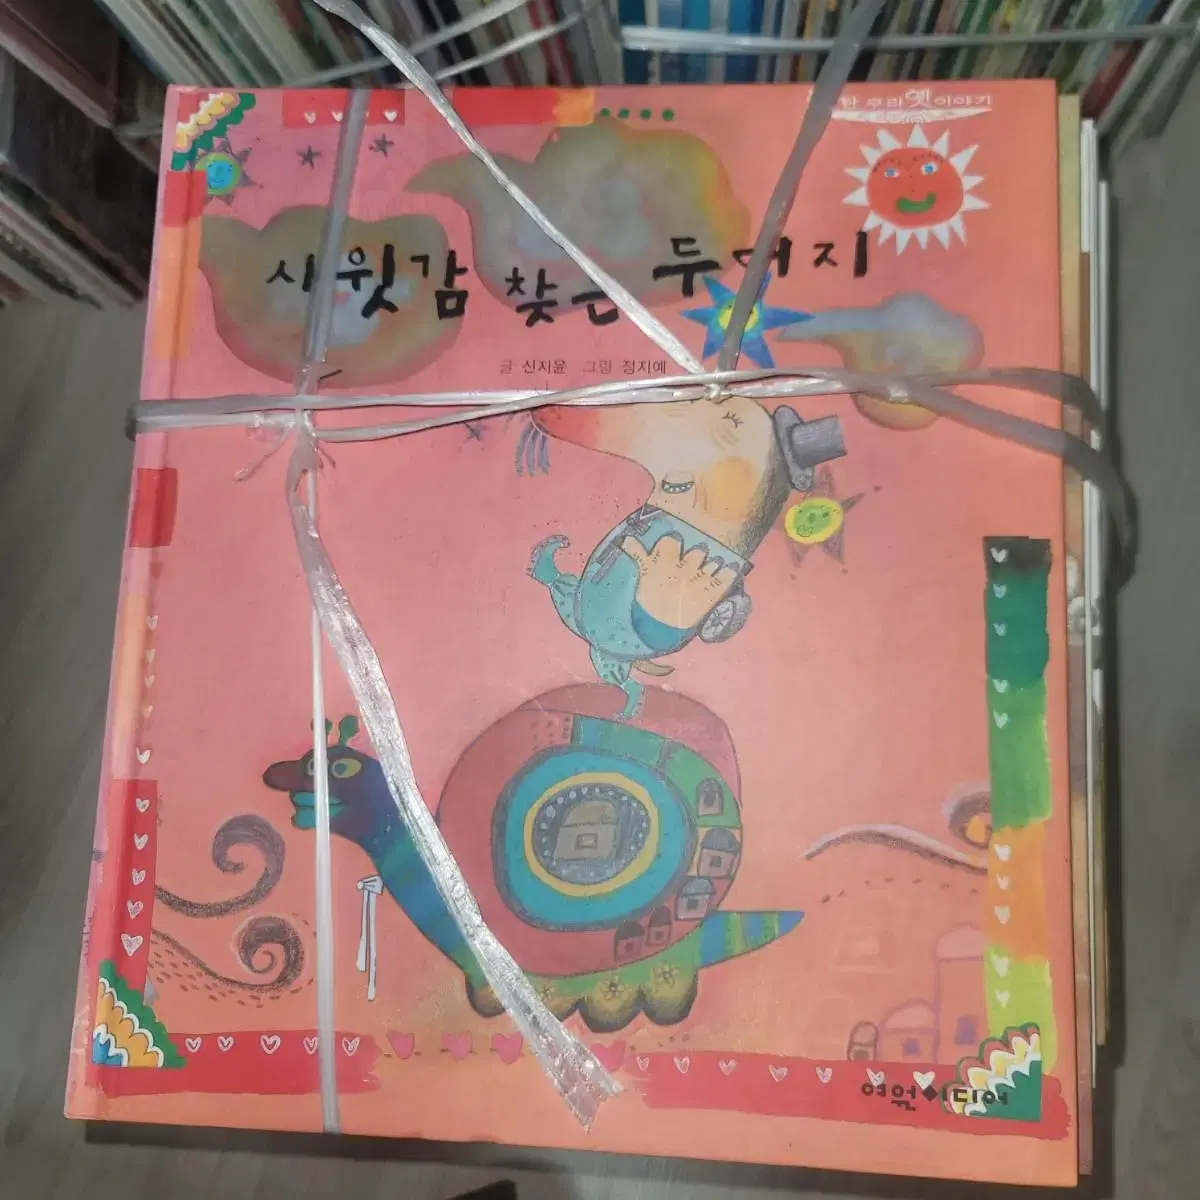 탄 우리 옛이야기
사윗감 찾는 두더지
글 신지윤 그림 정지예
여원미디어